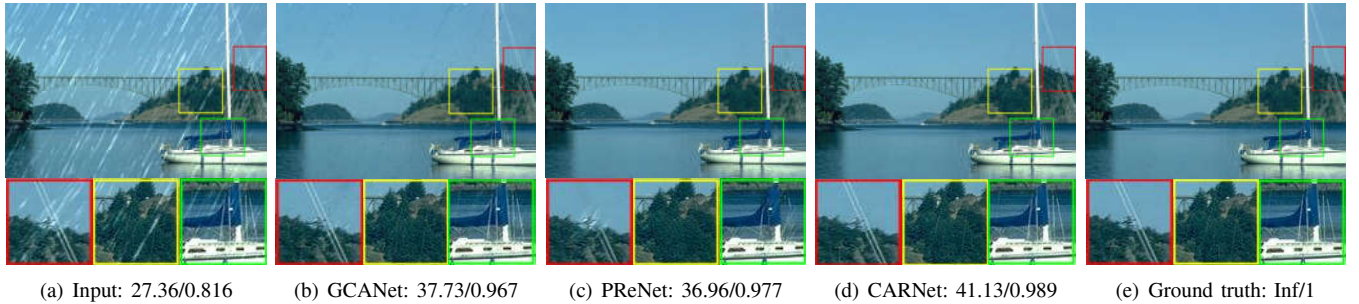 (a) Input: 27.36/0.816
(b) GCANet: 37.73/0.967
(c) PReNet: 36.96/0.977
(d) CARNet: 41.13/0.989
(e) Ground truth: Inf/1